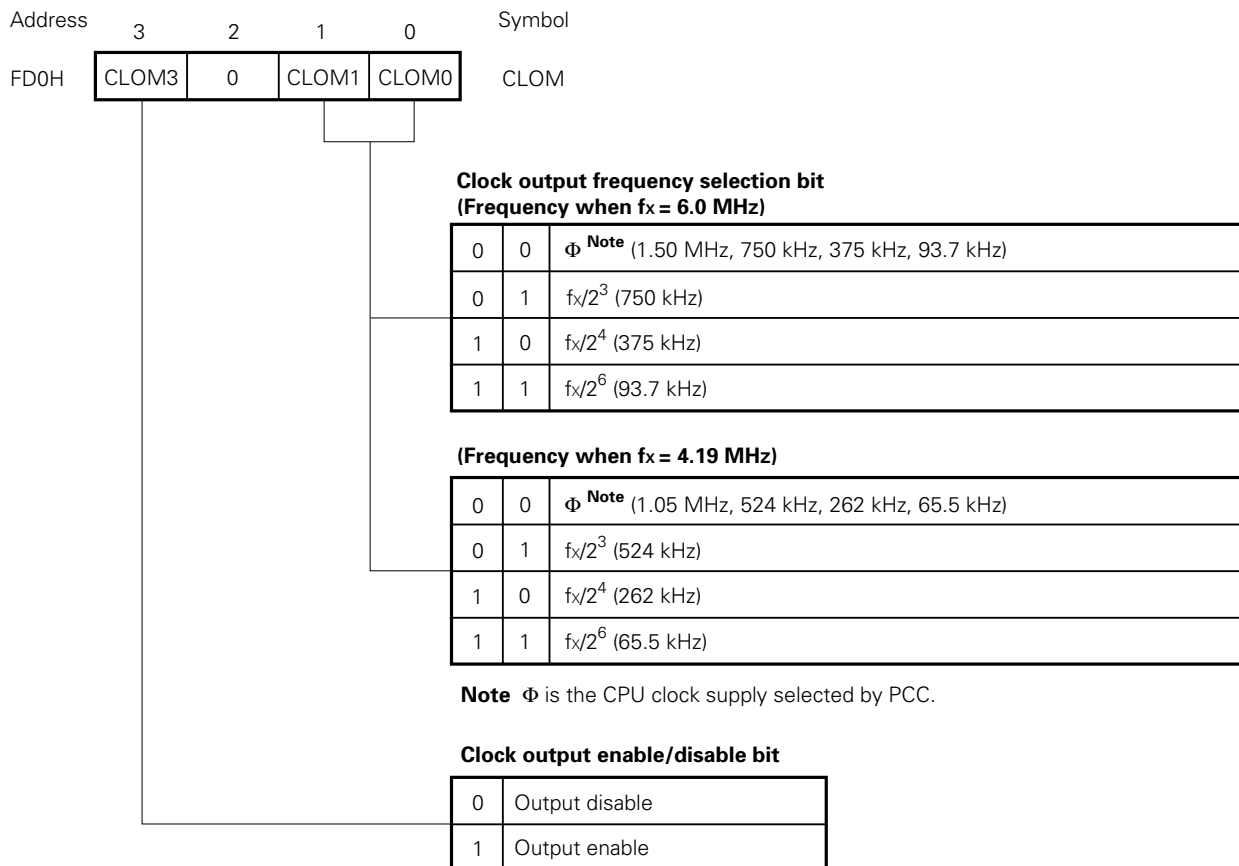 Address 3 2 1 0 Symbol
FD0H CLOM3 0 CLOM1 CLOM0 CLOM
Clock output frequency selection bit
(Frequency when fx = 6.0 MHz)
0 0 Φ Note (1.50 MHz, 750 kHz, 375 kHz, 93.7 kHz)
0 1 fx/2³ (750 kHz)
1 0 fx/2⁴ (375 kHz)
1 1 fx/2⁶ (93.7 kHz)
(Frequency when fx = 4.19 MHz)
0 0 Φ Note (1.05 MHz, 524 kHz, 262 kHz, 65.5 kHz)
0 1 fx/2³ (524 kHz)
1 0 fx/2⁴ (262 kHz)
1 1 fx/2⁶ (65.5 kHz)
Note Φ is the CPU clock supply selected by PCC.
Clock output enable/disable bit
0 Output disable
1 Output enable